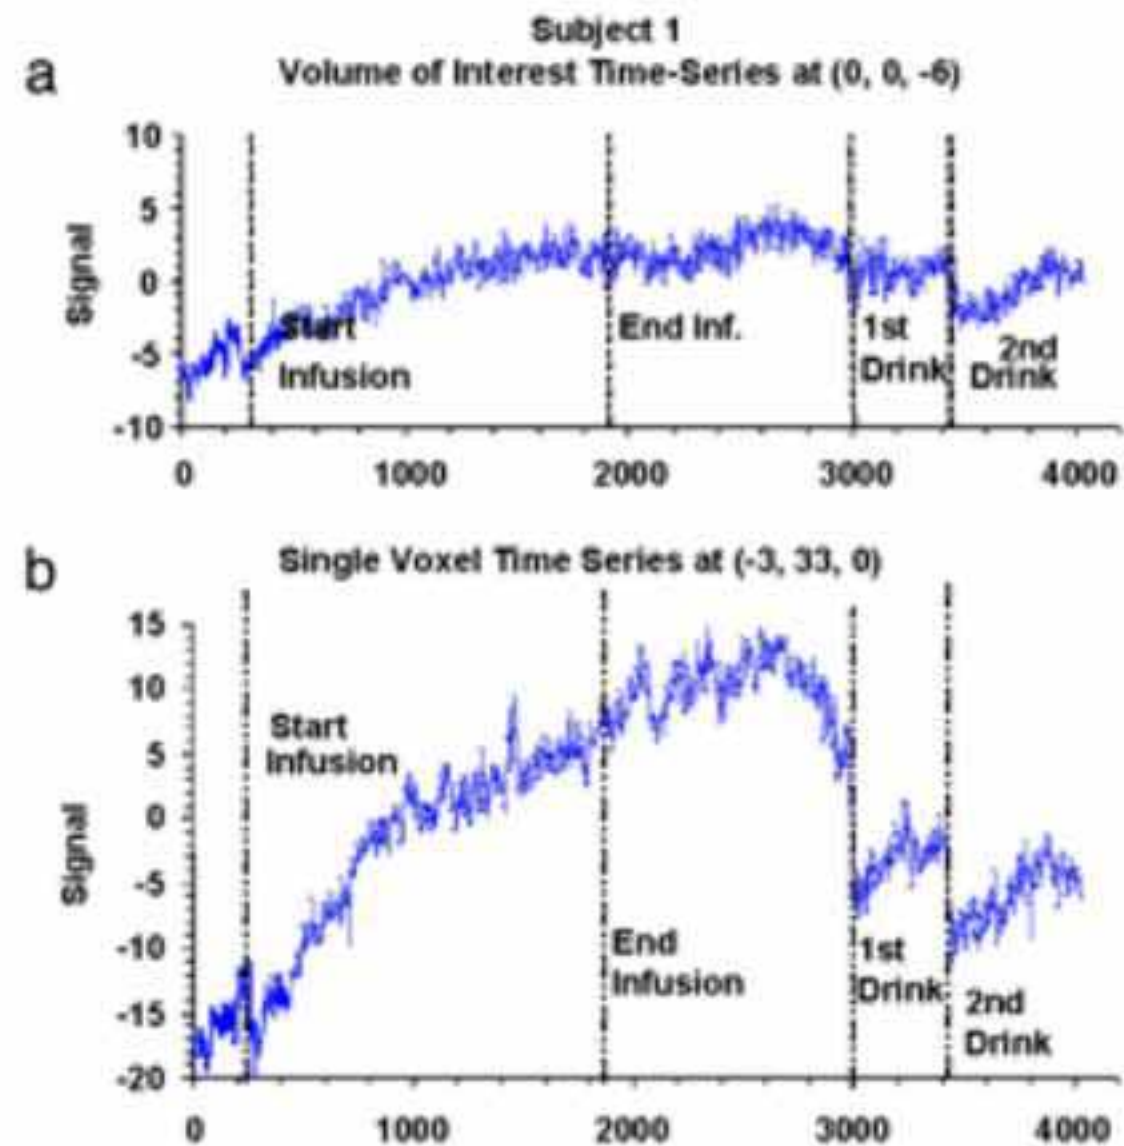 Subject 1
a
Volume of Interest Time-Series at (0, 0, -6)
10
5
0
-5
-10
Signal
Start
Infusion
End Inf.
1st
Drink
2nd
Drink
0 1000 2000 3000 4000
b
Single Voxel Time Series at (-3, 33, 0)
15
10
5
0
-5
-10
-15
-20
Signal
Start
Infusion
End
Infusion
1st
Drink
2nd
Drink
0 1000 2000 3000 4000